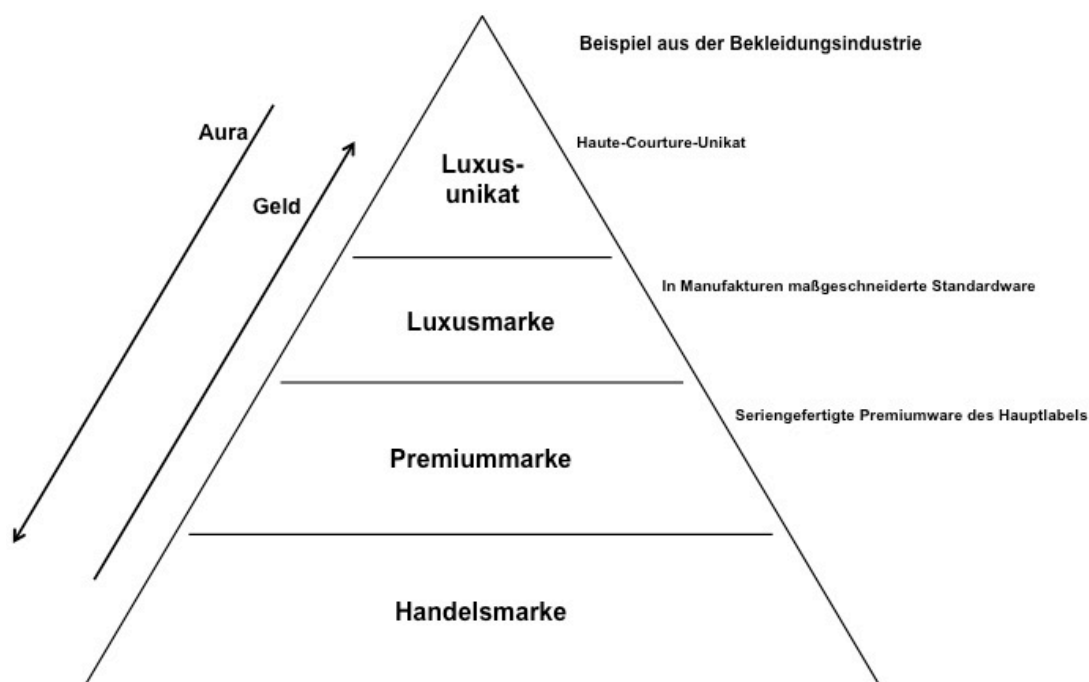 Beispiel aus der Bekleidungsindustrie
Aura
Haute-Courture-Unikat
Luxus-
unikat
Geld
In Manufakturen maßgeschneiderte Standardware
Luxusmarke
Seriengefertigte Premiumware des Hauptlabels
Premiummarke
Handelsmarke